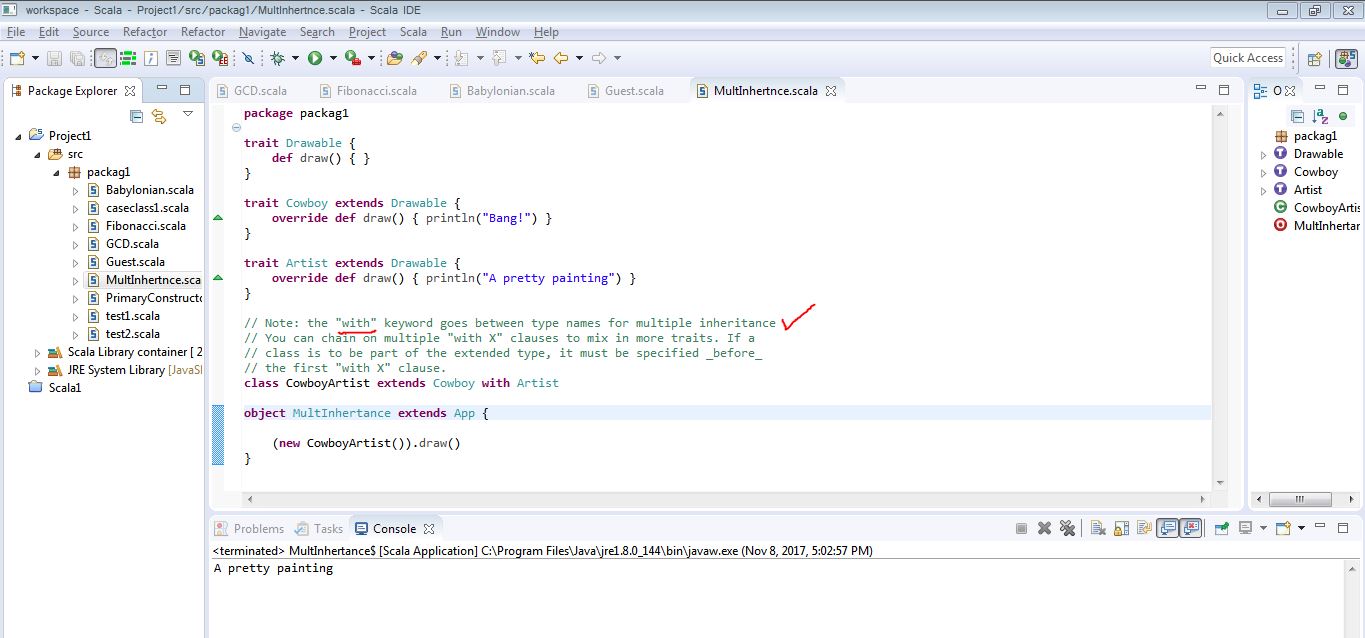 workspace - Scala - Project1/src/packag1/MultInhertnce.scala - Scala IDE
File Edit Source Refactor Refactor Navigate Search Project Scala Run Window Help
Quick Access
Package Explorer
Project1
src
packag1
Babylonian.scala
caseclass1.scala
Fibonacci.scala
GCD.scala
Guest.scala
MultInhertnce.sca
PrimaryConstructo
test1.scala
test2.scala
Scala Library container [ 2
JRE System Library [JavaS
Scala1
GCD.scala Fibonacci.scala Babylonian.scala Guest.scala MultInhertnce.scala
package packag1
trait Drawable {
def draw() { }
}
trait Cowboy extends Drawable {
override def draw() { println("Bang!") }
}
trait Artist extends Drawable {
override def draw() { println("A pretty painting") }
}
// Note: the "with" keyword goes between type names for multiple inheritance
// You can chain on multiple "with X" clauses to mix in more traits. If a
// class is to be part of the extended type, it must be specified _before_
// the first "with X" clause.
class CowboyArtist extends Cowboy with Artist
object MultInhertance extends App {
(new CowboyArtist()).draw()
}
O
packag1
Drawable
Cowboy
Artist
CowboyArtis
MultInhertar
Problems Tasks Console
<terminated> MultInhertance$ [Scala Application] C:\Program Files\Java\jre1.8.0_144\bin\javaw.exe (Nov 8, 2017, 5:02:57 PM)
A pretty painting